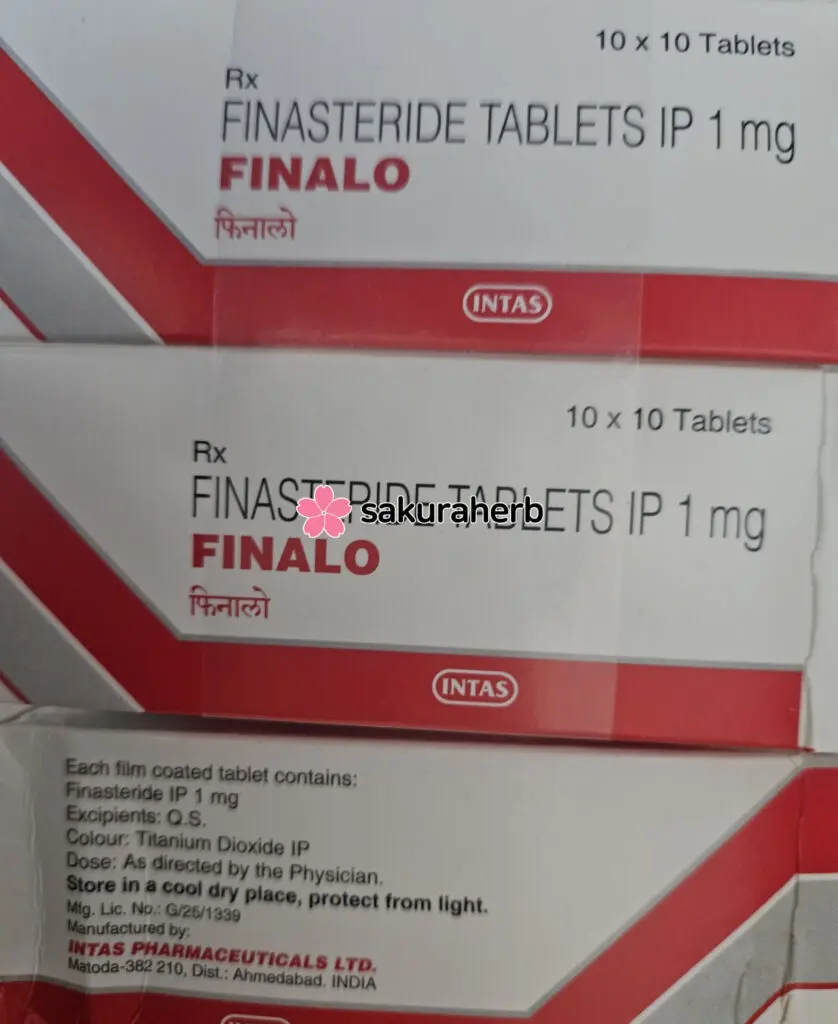 10 x 10 Tablets
Rx
FINASTERIDE TABLETS IP 1 mg
FINALO
फिनालो
INTAS
10 x 10 Tablets
Rx
FINASTERIDE TABLETS IP 1 mg
sakuraherb
FINALO
फिनालो
INTAS
Each film coated tablet contains:
Finasteride IP 1 mg
Excipients: Q.S.
Colour: Titanium Dioxide IP
Dose: As directed by the Physician.
Store in a cool dry place, protect from light.
Mfg. Lic. No.: G/25/1339
Manufactured by:
INTAS PHARMACEUTICALS LTD.
Matoda-382 210, Dist.: Ahmedabad. INDIA